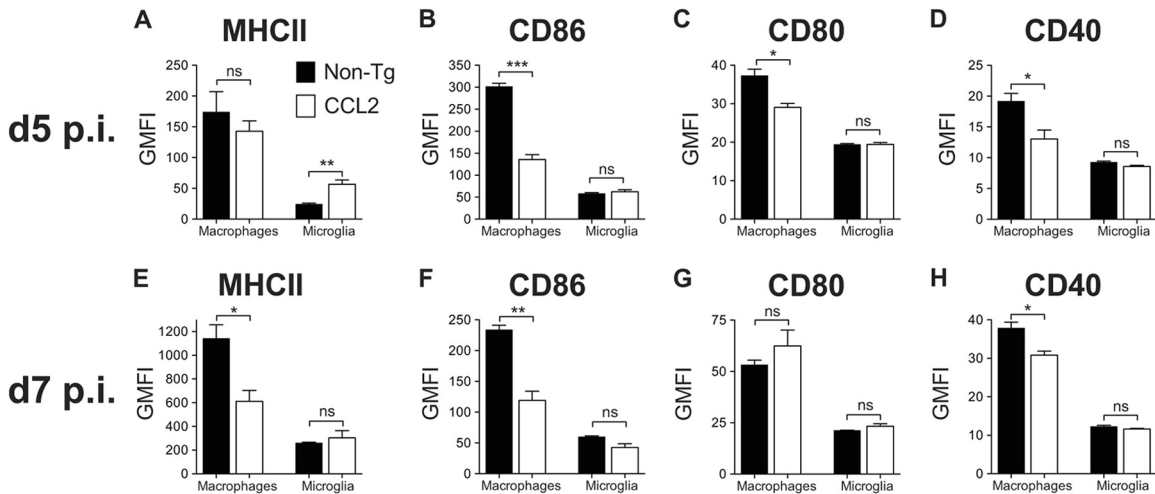 A MHCII
B CD86
C CD80
D CD40
d5 p.i.
GMFI
250
200
150
100
50
0
ns
**
Non-Tg
CCL2
Macrophages Microglia
GMFI
350
300
250
200
150
100
50
0
***
ns
Macrophages Microglia
GMFI
40
30
20
10
0
*
ns
Macrophages Microglia
GMFI
25
20
15
10
5
0
*
ns
Macrophages Microglia
E MHCII
F CD86
G CD80
H CD40
d7 p.i.
GMFI
1200
1000
800
600
400
200
0
*
ns
Macrophages Microglia
GMFI
250
200
150
100
50
0
**
ns
Macrophages Microglia
GMFI
75
50
25
0
ns
ns
Macrophages Microglia
GMFI
40
30
20
10
0
*
ns
Macrophages Microglia